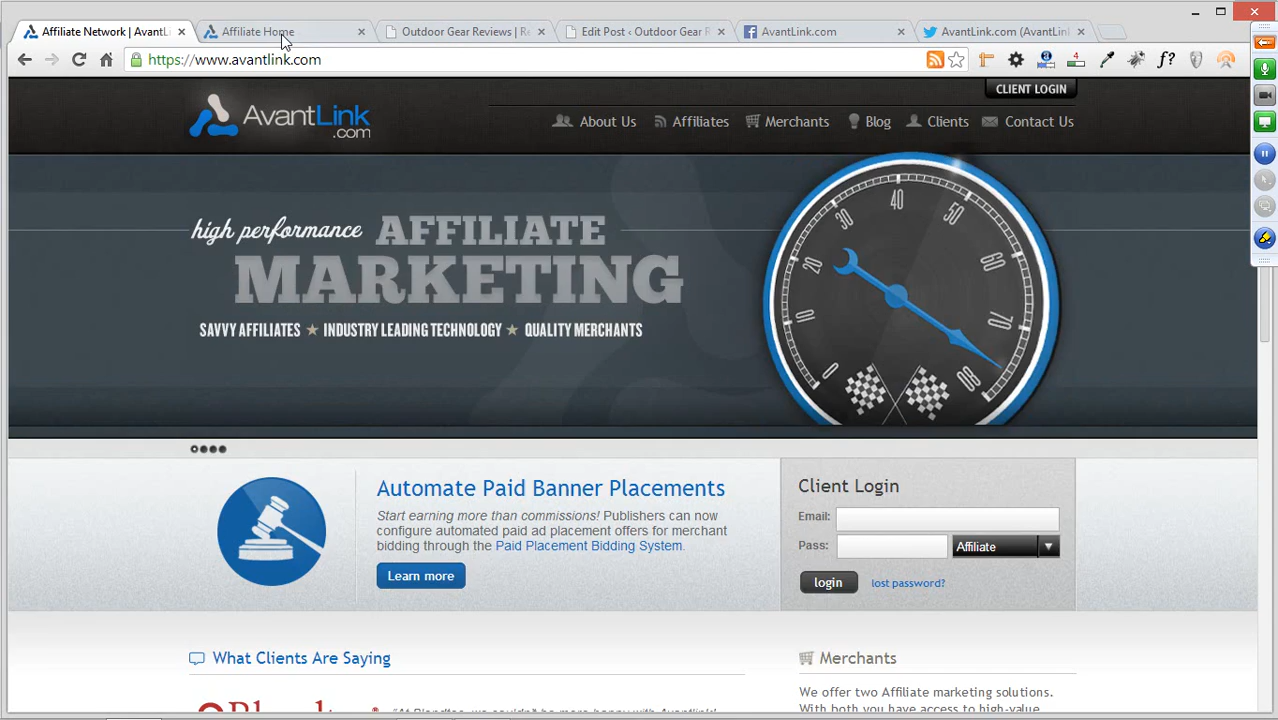 Affiliate Network | AvantLi
Affiliate Home
Outdoor Gear Reviews | R
Edit Post ‹ Outdoor Gear R
AvantLink.com
AvantLink.com (AvantLin
https://www.avantlink.com
CLIENT LOGIN
AvantLink
.com
About Us
Affiliates
Merchants
Blog
Clients
Contact Us
high performance AFFILIATE
MARKETING
SAVVY AFFILIATES ★ INDUSTRY LEADING TECHNOLOGY ★ QUALITY MERCHANTS
0 10 20 30 40 50 60 70 80
Automate Paid Banner Placements
Start earning more than commissions! Publishers can now
configure automated paid ad placement offers for merchant
bidding through the Paid Placement Bidding System.
Learn more
Client Login
Email:
Pass:
Affiliate
login
lost password?
What Clients Are Saying
Merchants
We offer two Affiliate marketing solutions.
With both you have access to high-value